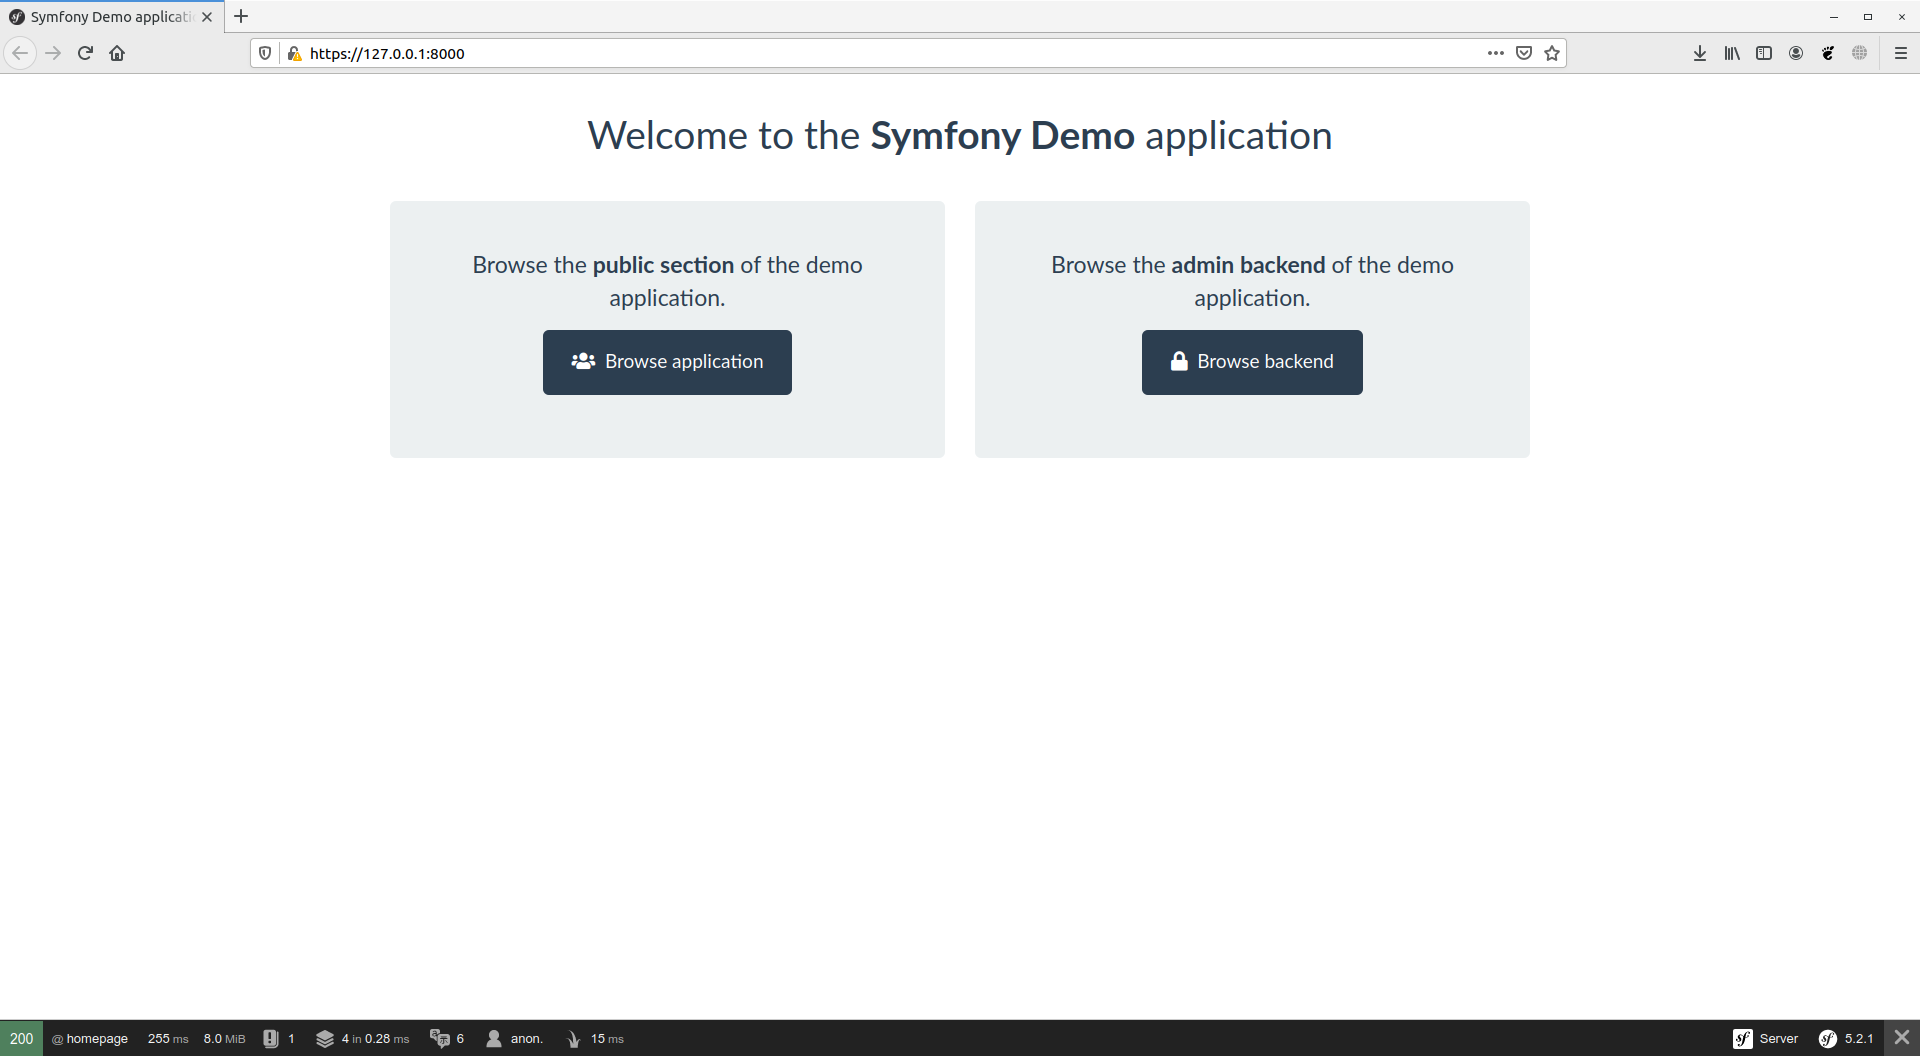 Symfony Demo applicati
https://127.0.0.1:8000
Welcome to the Symfony Demo application
Browse the public section of the demo
application.
Browse application
Browse the admin backend of the demo
application.
Browse backend
200 @ homepage 255 ms 8.0 MiB 1 4 in 0.28 ms 6 anon. 15 ms sf Server sf 5.2.1